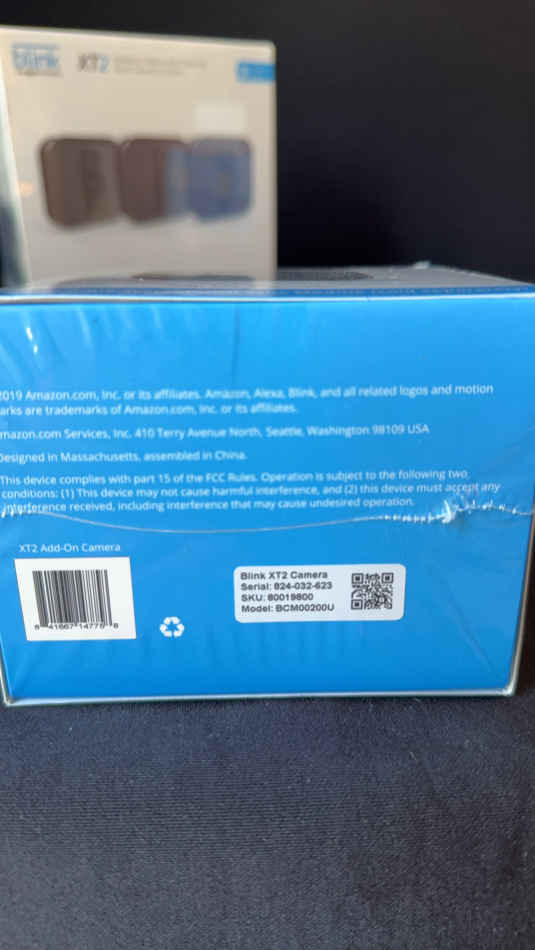 blink XT2
2019 Amazon.com, Inc. or its affiliates. Amazon, Alexa, Blink, and all related logos and motion
arks are trademarks of Amazon.com, Inc. or its affiliates.
mazon.com Services, Inc. 410 Terry Avenue North, Seattle, Washington 98109 USA
Designed in Massachusetts, assembled in China.
This device complies with part 15 of the FCC Rules. Operation is subject to the following two
conditions: (1) This device may not cause harmful interference, and (2) this device must accept any
interference received, including interference that may cause undesired operation.
XT2 Add-On Camera
Blink XT2 Camera
Serial: 824-032-623
SKU: 80019800
Model: BCM00200U
8 41667 14776 8